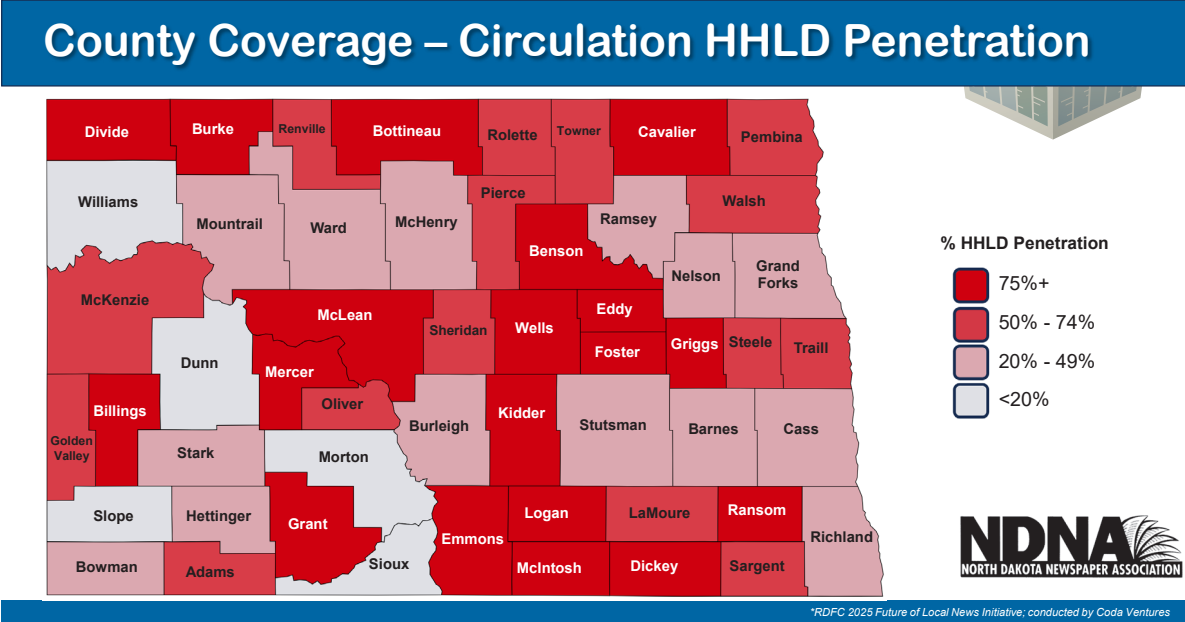 County Coverage – Circulation HHLD Penetration
Divide
Burke
Renville
Bottineau
Rolette
Towner
Cavalier
Pembina
Williams
Mountrail
Ward
McHenry
Pierce
Ramsey
Walsh
Benson
Nelson
Grand
Forks
McKenzie
McLean
Sheridan
Wells
Eddy
Foster
Griggs
Steele
Traill
Dunn
Mercer
Oliver
Billings
Golden
Valley
Stark
Burleigh
Kidder
Stutsman
Barnes
Cass
Morton
Slope
Hettinger
Grant
Emmons
Logan
LaMoure
Ransom
Richland
Bowman
Adams
Sioux
McIntosh
Dickey
Sargent
% HHLD Penetration
75%+
50% - 74%
20% - 49%
<20%
NDNA
NORTH DAKOTA NEWSPAPER ASSOCIATION
*RDFC 2025 Future of Local News Initiative; conducted by Coda Ventures